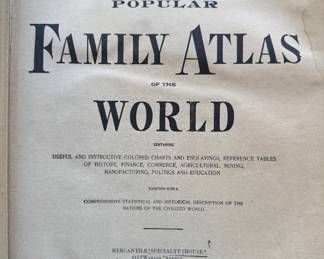 POPULAR
FAMILY ATLAS
OF THE
WORLD
CONTAINING
USEFUL AND INSTRUCTIVE COLORED CHARTS AND ENGRAVINGS, REFERENCE TABLES
OF HISTORY, FINANCE, COMMERCE, AGRICULTURAL, MINING,
MANUFACTURING, POLITICS AND EDUCATION
TOGETHER WITH A
COMPREHENSIVE STATISTICAL AND HISTORICAL DESCRIPTION OF THE
NATIONS OF THE CIVILIZED WORLD.
MERCANTILE SPECIALTY HOUSE,